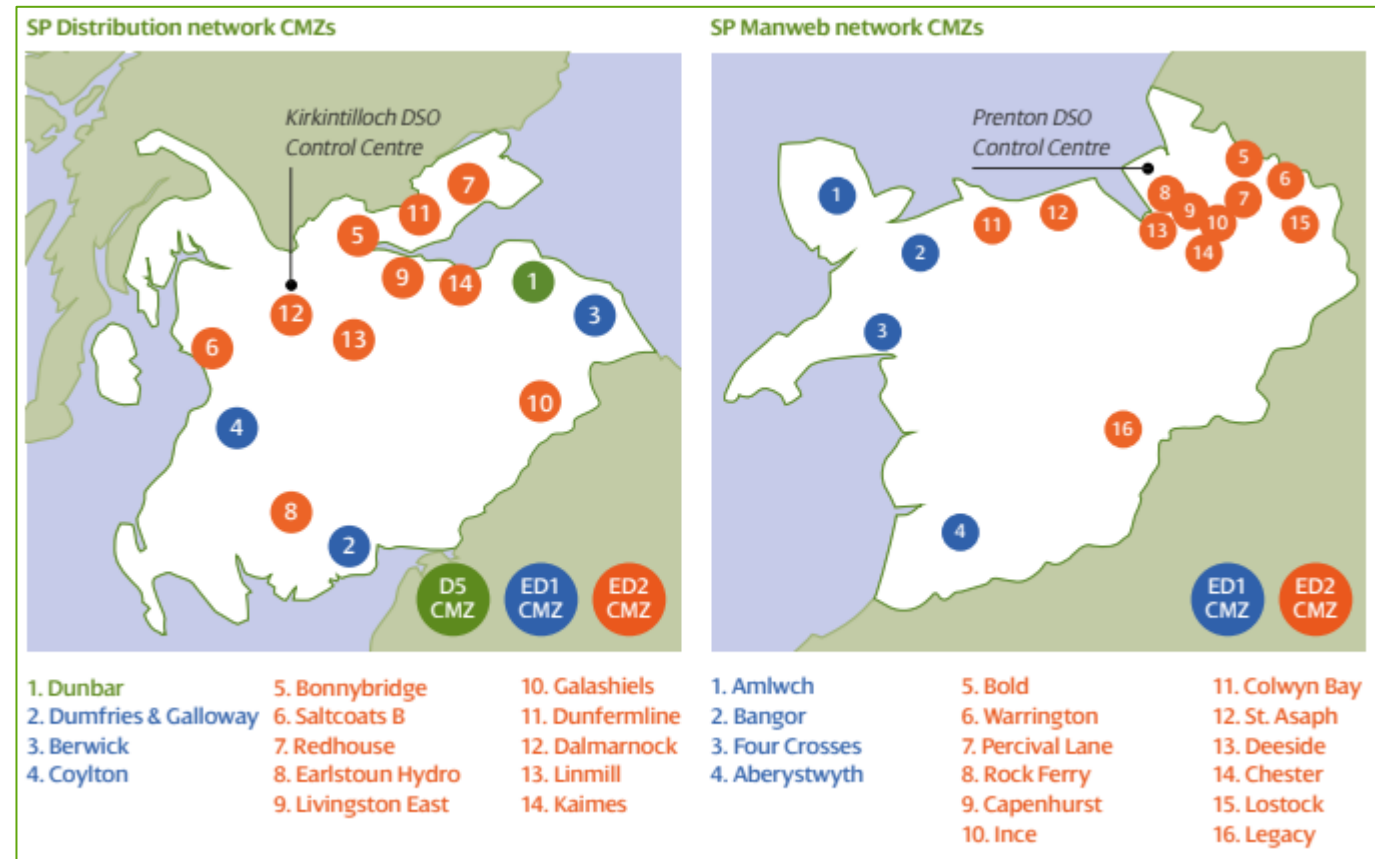 SP Distribution network CMZs
Kirkintilloch DSO
Control Centre
7
11
5
9
14
1
3
12
13
6
10
4
8
2
D5
CMZ
ED1
CMZ
ED2
CMZ
1. Dunbar
2. Dumfries & Galloway
3. Berwick
4. Coylton
5. Bonnybridge
6. Saltcoats B
7. Redhouse
8. Earlstoun Hydro
9. Livingston East
10. Galashiels
11. Dunfermline
12. Dalmarnock
13. Linmill
14. Kaimes
SP Manweb network CMZs
Prenton DSO
Control Centre
5
6
1
8
7
9
12
11
10
15
13
2
14
3
16
4
ED1
CMZ
ED2
CMZ
1. Amlwch
2. Bangor
3. Four Crosses
4. Aberystwyth
5. Bold
6. Warrington
7. Percival Lane
8. Rock Ferry
9. Capenhurst
10. Ince
11. Colwyn Bay
12. St. Asaph
13. Deeside
14. Chester
15. Lostock
16. Legacy